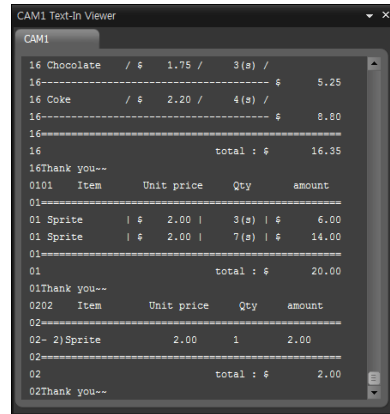 CAM1 Text-In Viewer
CAM1
16 Chocolate / $ 1.75 / 3(s) /
16--------------------------------------- $ 5.25
16 Coke / $ 2.20 / 4(s) /
16--------------------------------------- $ 8.80
16==================================================
16 total : $ 16.35
16Thank you~~
0101 Item Unit price Qty amount
01==================================================
01 Sprite | $ 2.00 | 3(s) | $ 6.00
01 Sprite | $ 2.00 | 7(s) | $ 14.00
01==================================================
01 total : $ 20.00
01Thank you~~
0202 Item Unit price Qty amount
02==================================================
02- 2)Sprite 2.00 1 2.00
02==================================================
02 total : $ 2.00
02Thank you~~